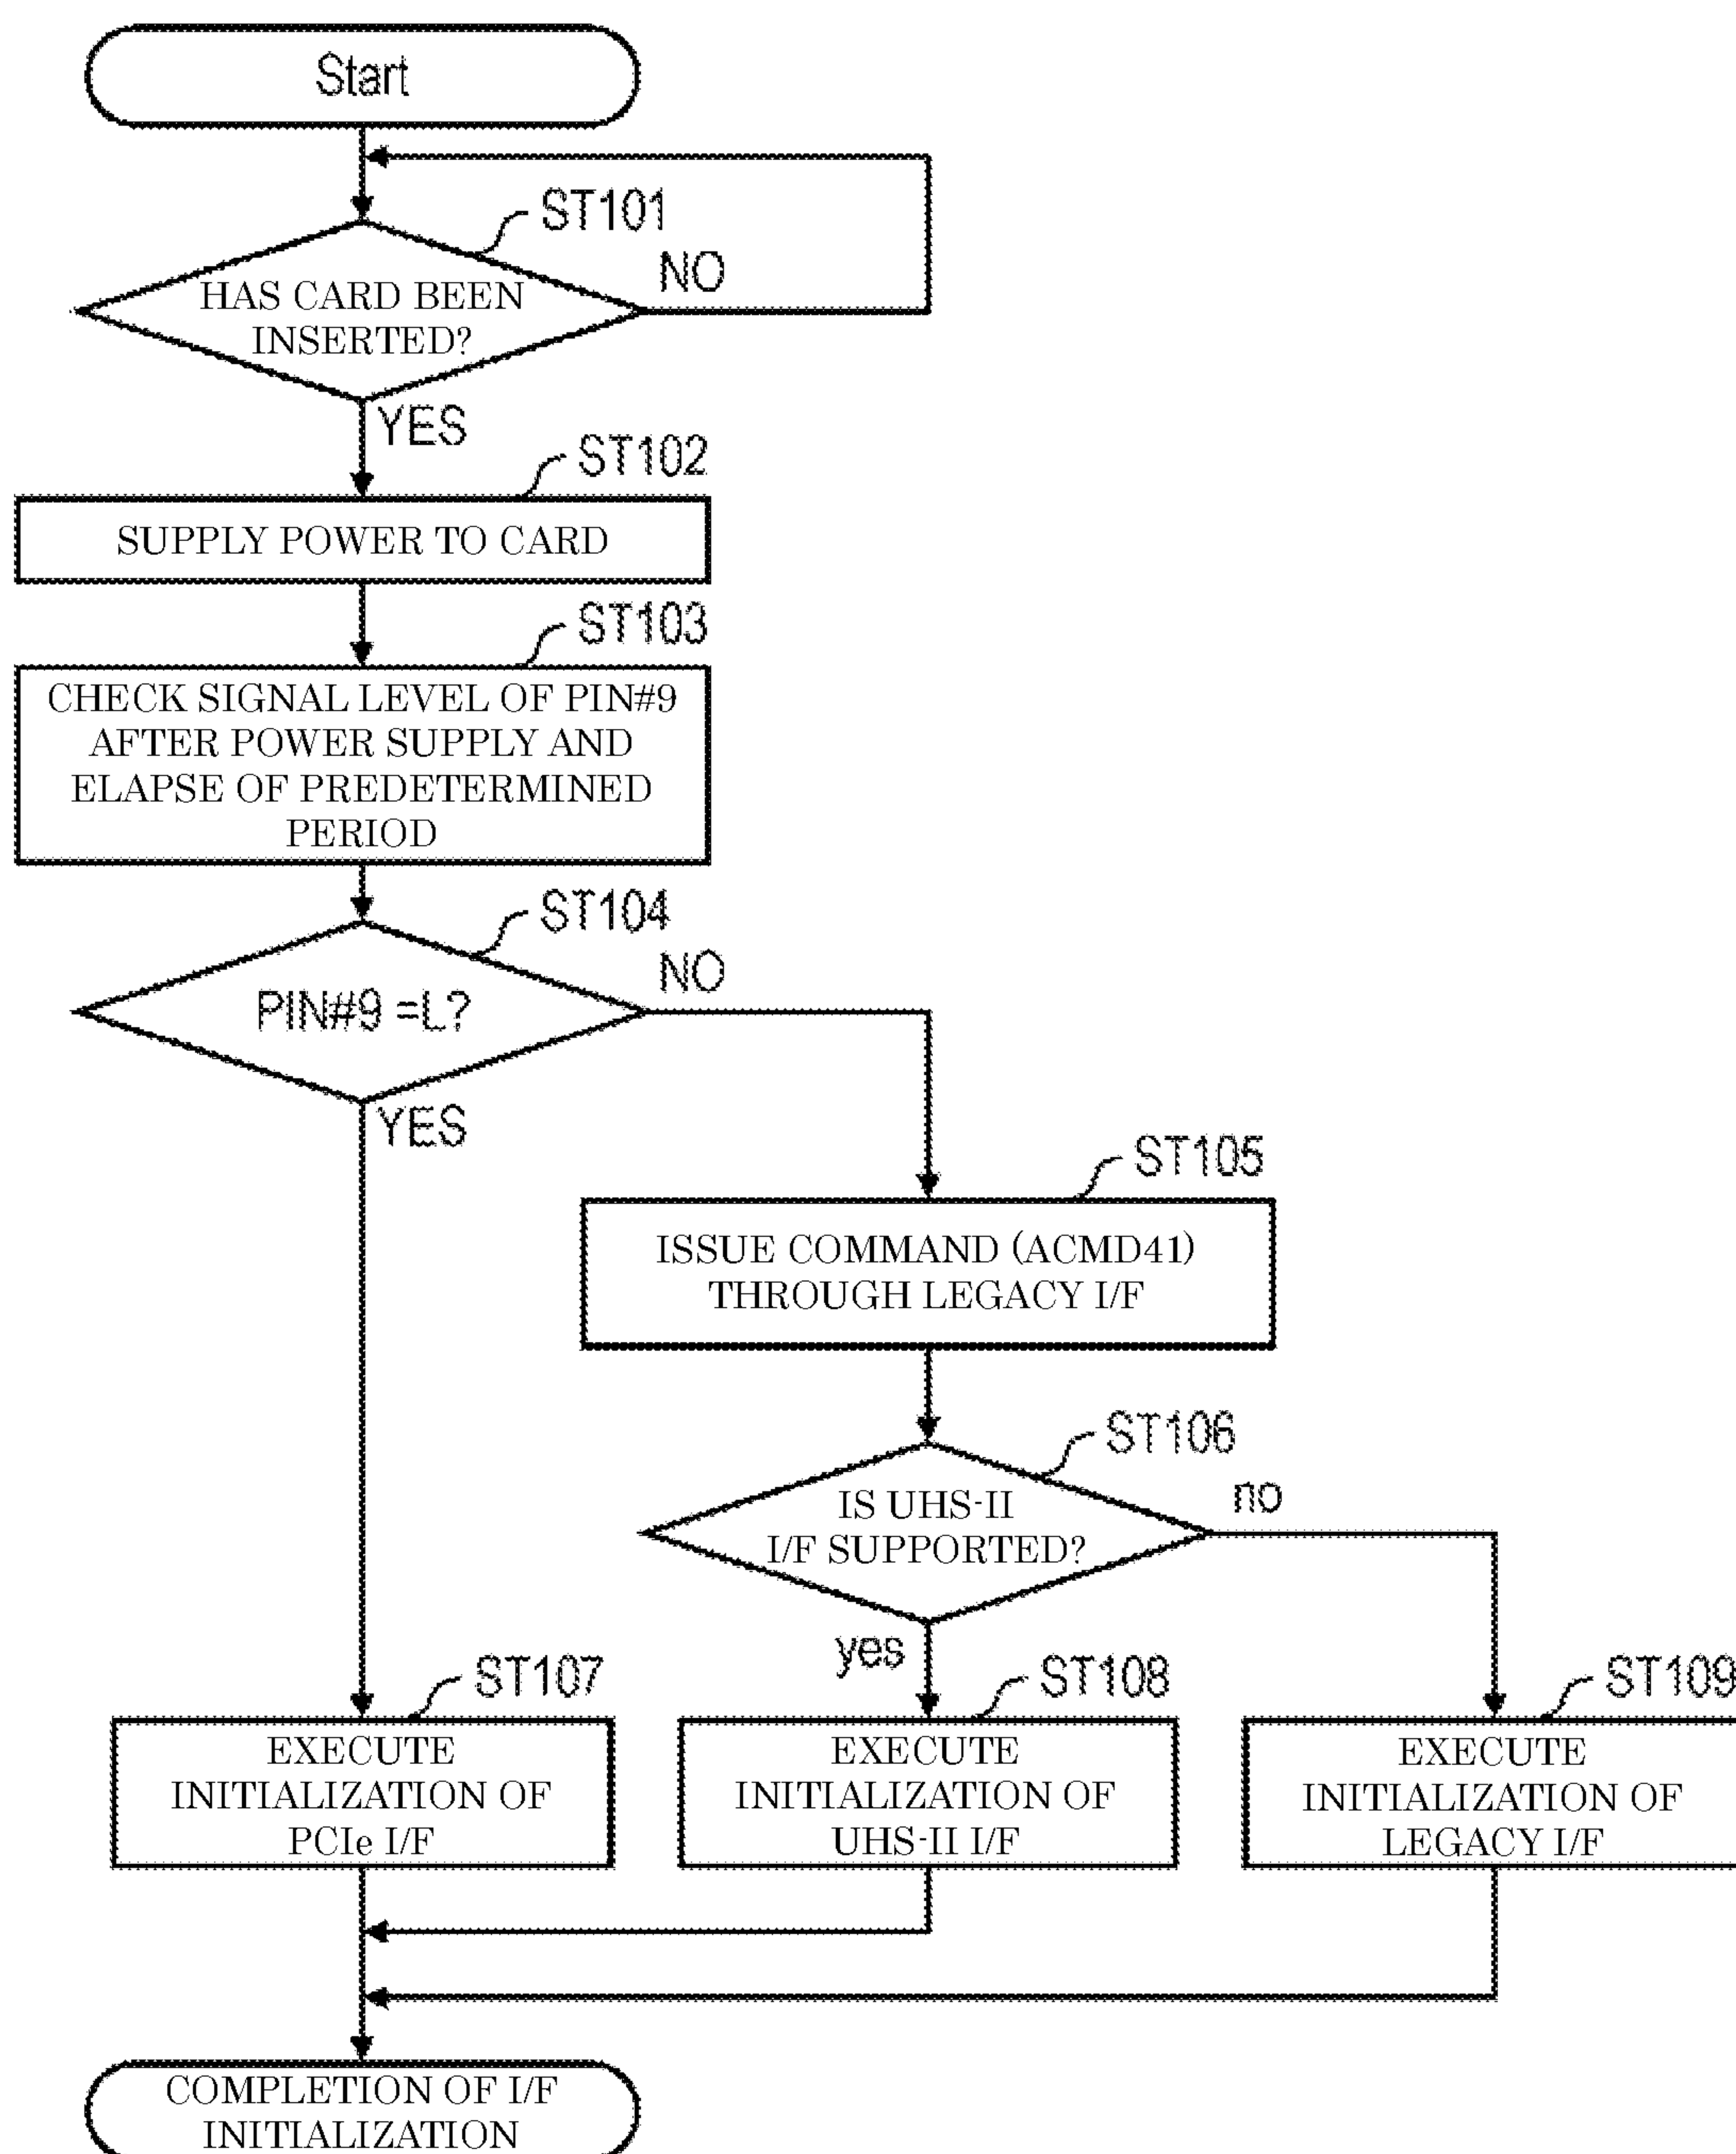 Start
ST101
NO
HAS CARD BEEN
INSERTED?
YES
ST102
SUPPLY POWER TO CARD
ST103
CHECK SIGNAL LEVEL OF PIN#9
AFTER POWER SUPPLY AND
ELAPSE OF PREDETERMINED
PERIOD
ST104
NO
PIN#9 =L?
YES
ST105
ISSUE COMMAND (ACMD41)
THROUGH LEGACY I/F
ST106
no
IS UHS-II
I/F SUPPORTED?
yes
ST107
EXECUTE
INITIALIZATION OF
PCIe I/F
ST108
EXECUTE
INITIALIZATION OF
UHS-II I/F
ST109
EXECUTE
INITIALIZATION OF
LEGACY I/F
COMPLETION OF I/F
INITIALIZATION